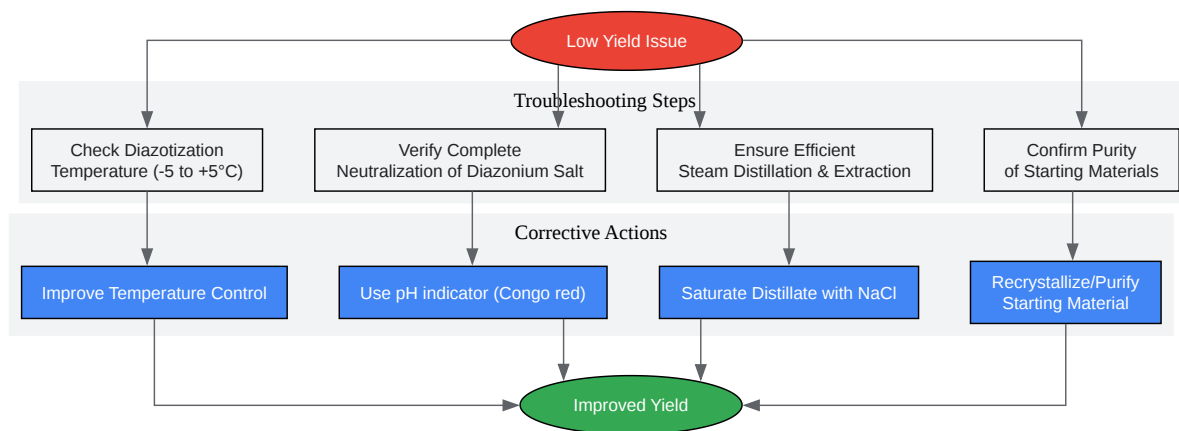 Low Yield Issue
Troubleshooting Steps
Check Diazotization
Temperature (-5 to +5°C)
Verify Complete
Neutralization of Diazonium Salt
Ensure Efficient
Steam Distillation & Extraction
Confirm Purity
of Starting Materials
Corrective Actions
Improve Temperature Control
Use pH indicator (Congo red)
Saturate Distillate with NaCl
Recrystallize/Purify
Starting Material
Improved Yield